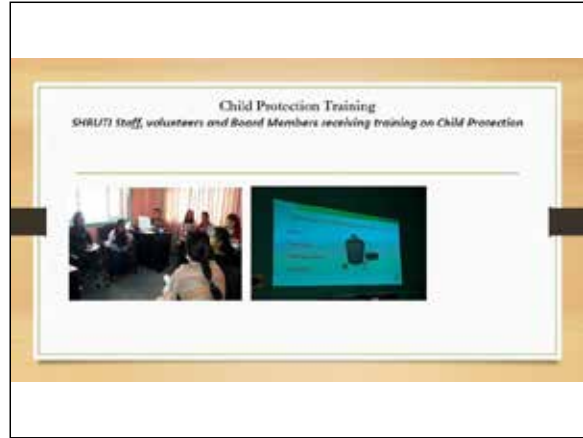 Child Protection Training
SHRUTI Staff, volunteers and Board Members receiving training on Child Protection